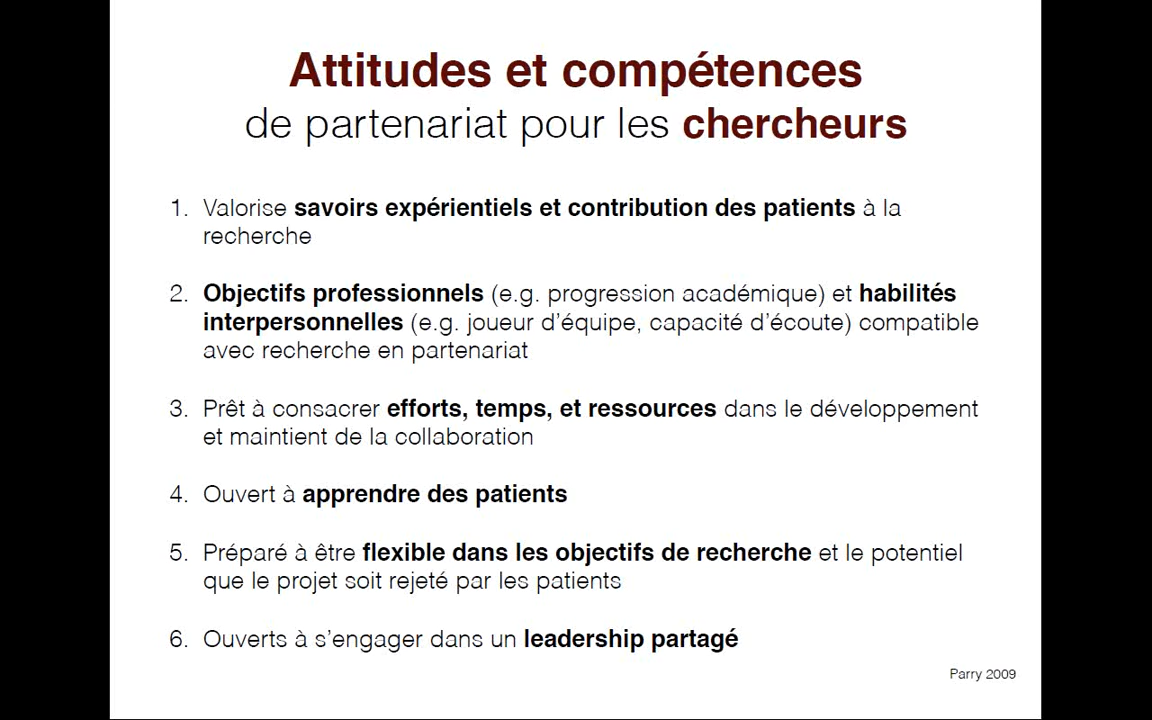 Attitudes et compétences
de partenariat pour les chercheurs
1. Valorise savoirs expérientiels et contribution des patients à la
recherche
2. Objectifs professionnels (e.g. progression académique) et habilités
interpersonnelles (e.g. joueur d'équipe, capacité d'écoute) compatible
avec recherche en partenariat
3. Prêt à consacrer efforts, temps, et ressources dans le développement
et maintient de la collaboration
4. Ouvert à apprendre des patients
5. Préparé à être flexible dans les objectifs de recherche et le potentiel
que le projet soit rejeté par les patients
6. Ouverts à s'engager dans un leadership partagé
Parry 2009